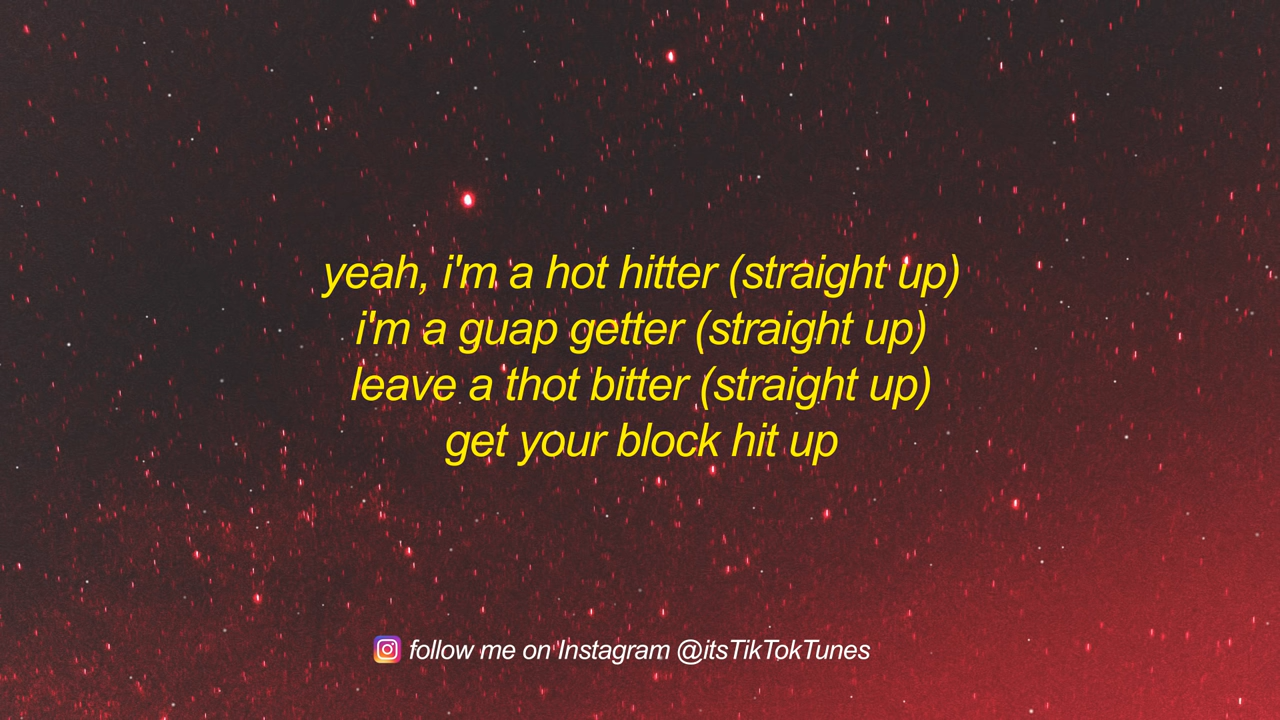 yeah, i'm a hot hitter (straight up)
i'm a guap getter (straight up)
leave a thot bitter (straight up)
get your block hit up
follow me on Instagram @itsTikTokTunes